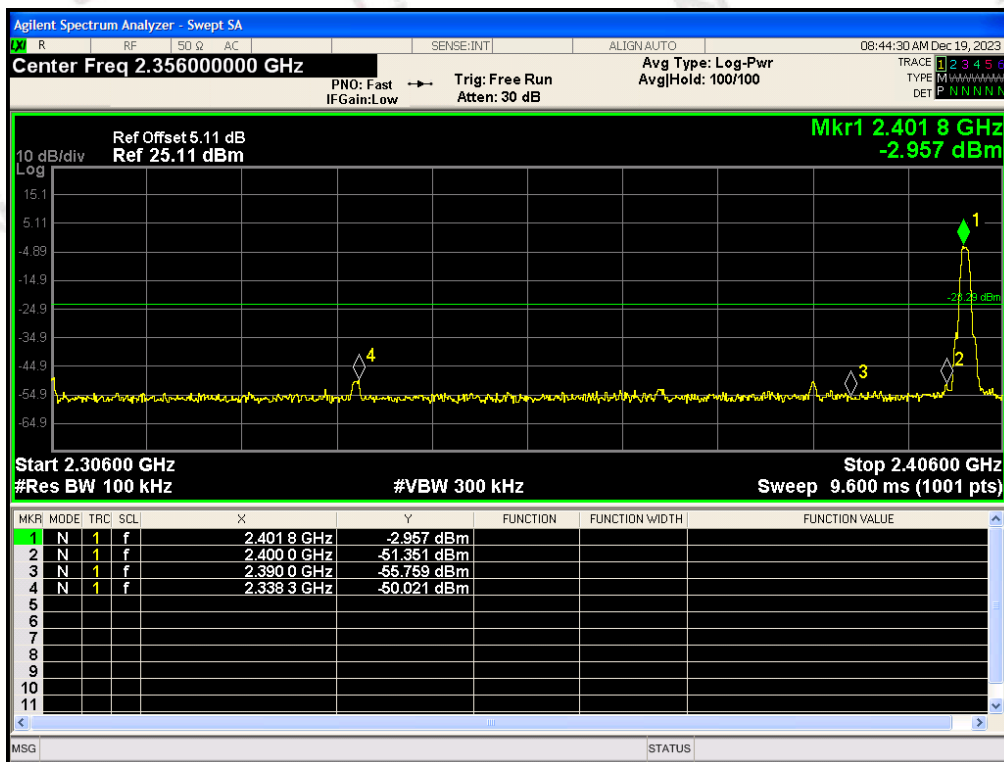 Agilent Spectrum Analyzer - Swept SA
LXI R RF 50 Ω AC SENSE:INT ALIGN AUTO 08:44:30 AM Dec 19, 2023
Center Freq 2.356000000 GHz
PNO: Fast
IFGain:Low
Trig: Free Run
Atten: 30 dB
Avg Type: Log-Pwr
Avg|Hold: 100/100
TRACE 1 2 3 4 5 6
TYPE M
DET P N N N N N
Ref Offset 5.11 dB
10 dB/div Ref 25.11 dBm
Log
Mkr1 2.401 8 GHz
-2.957 dBm
15.1
5.11
-4.89
-14.9
-24.9
-34.9
-44.9
-54.9
-64.9
1
dBm
2
3
4
Start 2.30600 GHz Stop 2.40600 GHz
#Res BW 100 kHz #VBW 300 kHz Sweep 9.600 ms (1001 pts)
MKR MODE TRC SCL X Y FUNCTION FUNCTION WIDTH FUNCTION VALUE
1 N 1 f 2.401 8 GHz -2.957 dBm
2 N 1 f 2.400 0 GHz -51.351 dBm
3 N 1 f 2.390 0 GHz -55.759 dBm
4 N 1 f 2.338 3 GHz -50.021 dBm
5
6
7
8
9
10
11
MSG STATUS